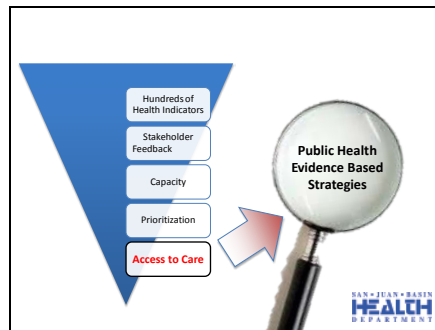 Hundreds of
Health Indicators
Stakeholder
Feedback
Capacity
Prioritization
Access to Care
Public Health
Evidence Based
Strategies
SAN • JUAN • BASIN
HEALTH
DEPARTMENT